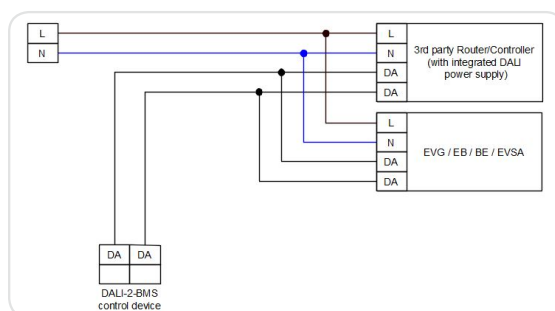 L
N
L
N
DA
DA
3rd party Router/Controller
(with integrated DALI
power supply)
L
N
DA
DA
EVG / EB / BE / EVSA
DA DA
DALI-2-BMS
control device